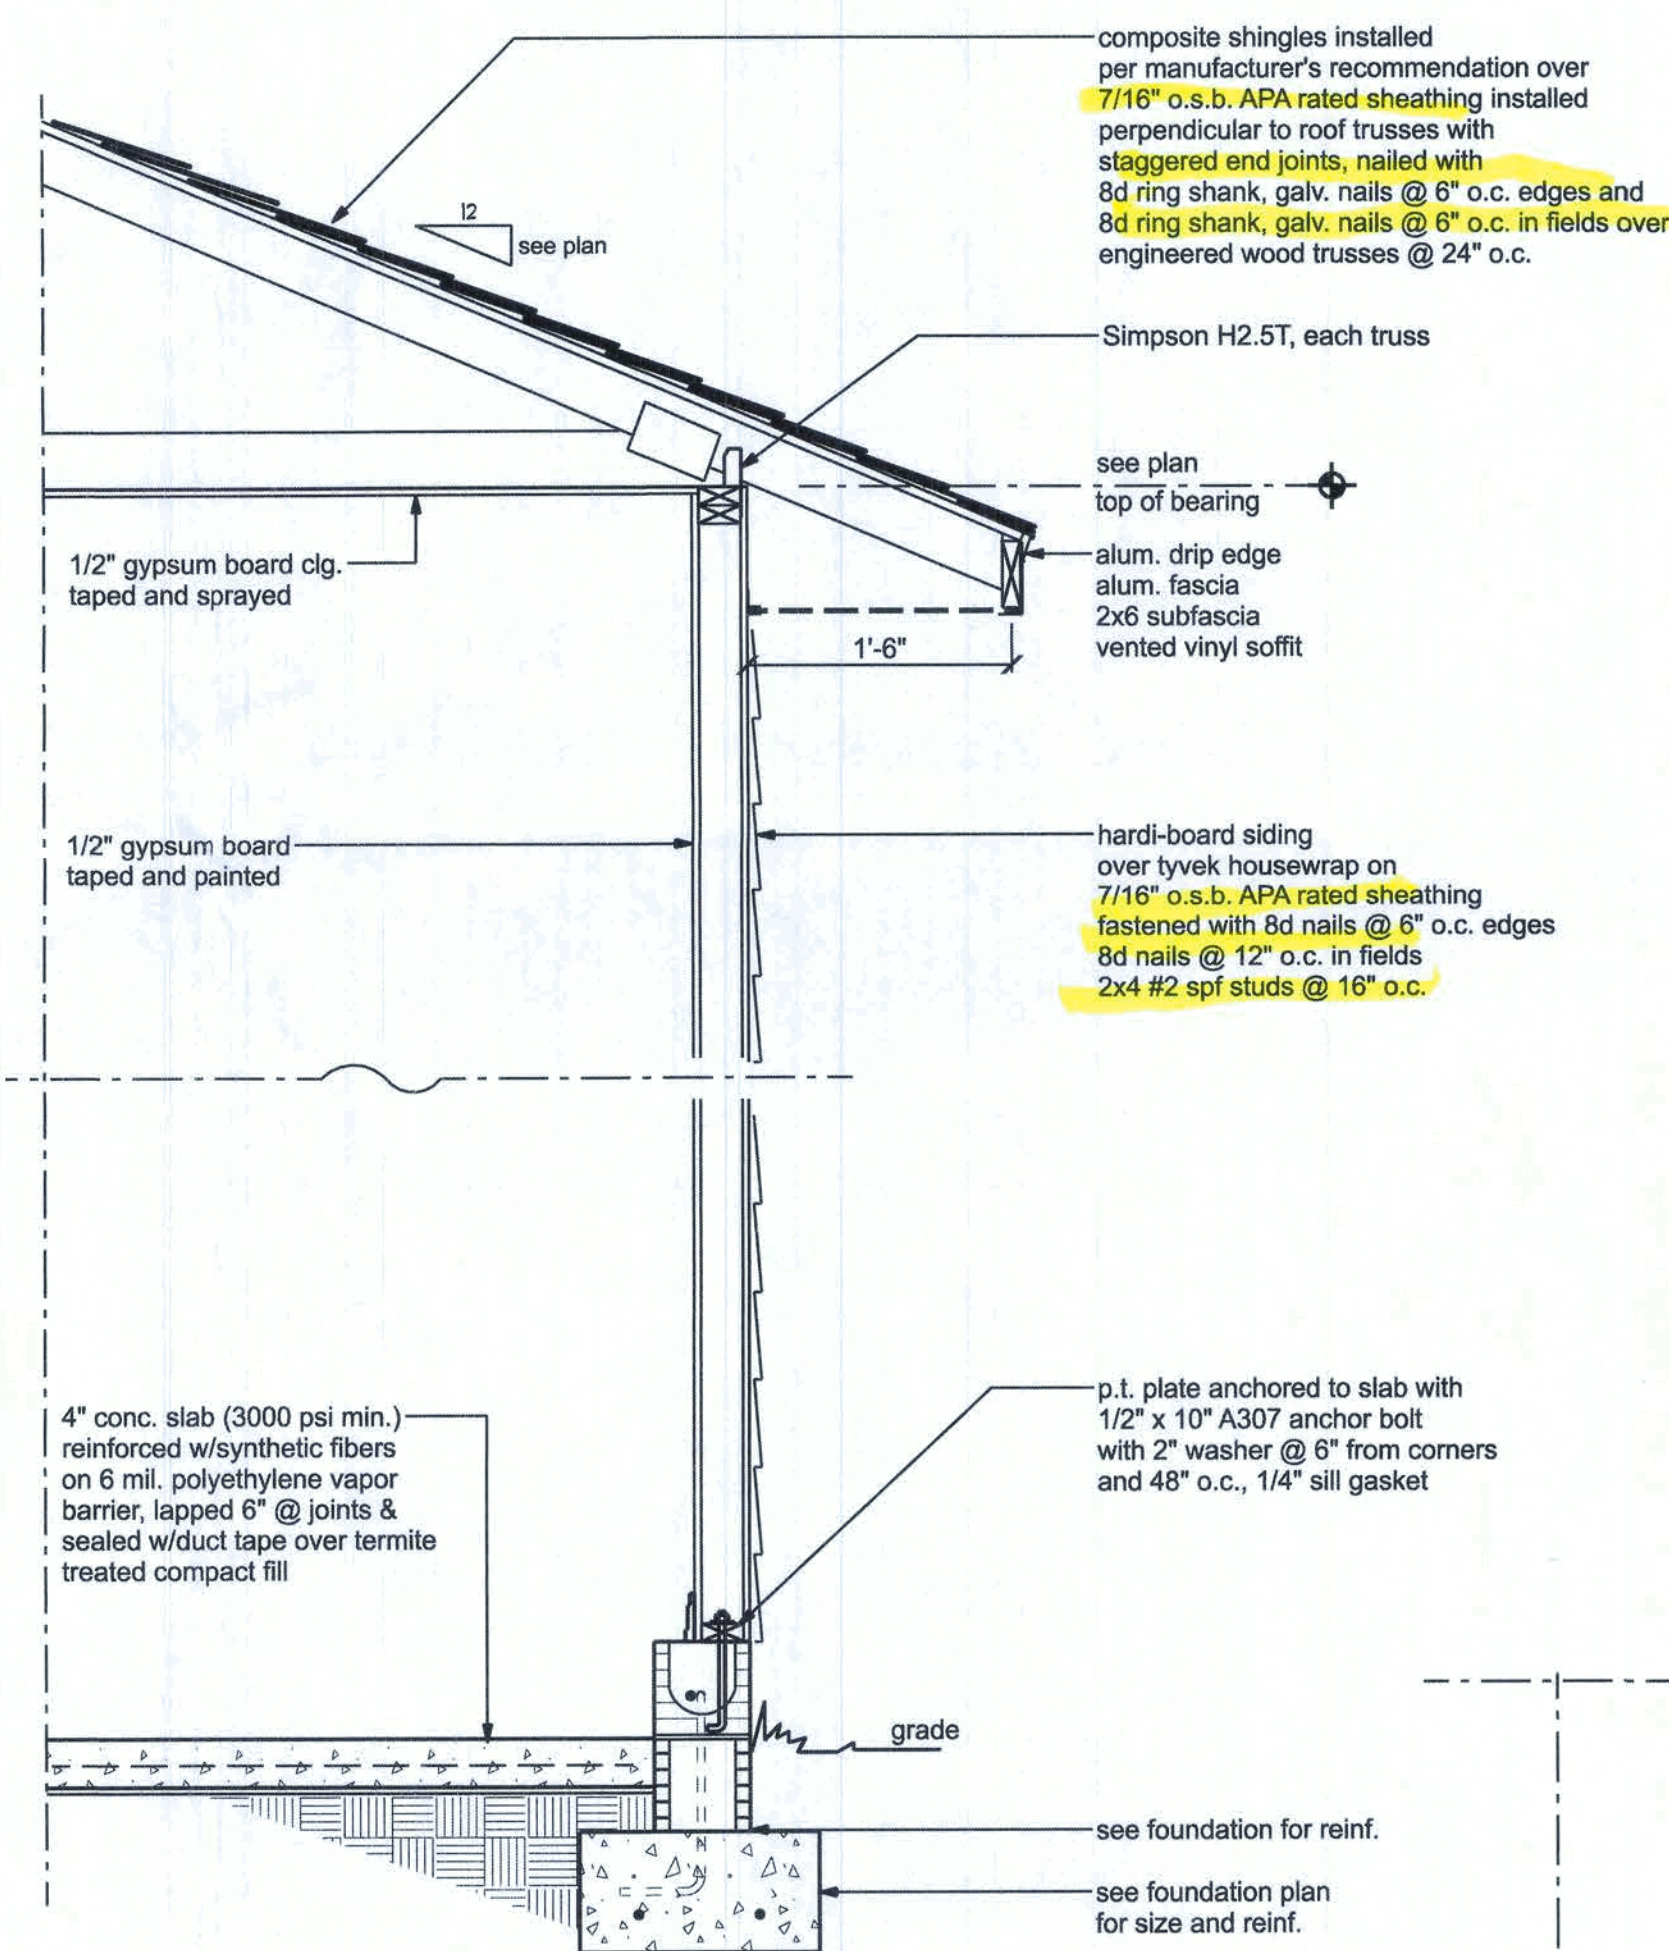 composite shingles installed
per manufacturer's recommendation over
7/16" o.s.b. APA rated sheathing installed
perpendicular to roof trusses with
staggered end joints, nailed with
8d ring shank, galv. nails @ 6" o.c. edges and
8d ring shank, galv. nails @ 6" o.c. in fields over
engineered wood trusses @ 24" o.c.
12
see plan
Simpson H2.5T, each truss
see plan
top of bearing
1/2" gypsum board clg.
taped and sprayed
alum. drip edge
alum. fascia
2x6 subfascia
vented vinyl soffit
1'-6"
1/2" gypsum board
taped and painted
hardi-board siding
over tyvek housewrap on
7/16" o.s.b. APA rated sheathing
fastened with 8d nails @ 6" o.c. edges
8d nails @ 12" o.c. in fields
2x4 #2 spf studs @ 16" o.c.
4" conc. slab (3000 psi min.)
reinforced w/synthetic fibers
on 6 mil. polyethylene vapor
barrier, lapped 6" @ joints &
sealed w/duct tape over termite
treated compact fill
p.t. plate anchored to slab with
1/2" x 10" A307 anchor bolt
with 2" washer @ 6" from corners
and 48" o.c., 1/4" sill gasket
grade
see foundation for reinf.
see foundation plan
for size and reinf.